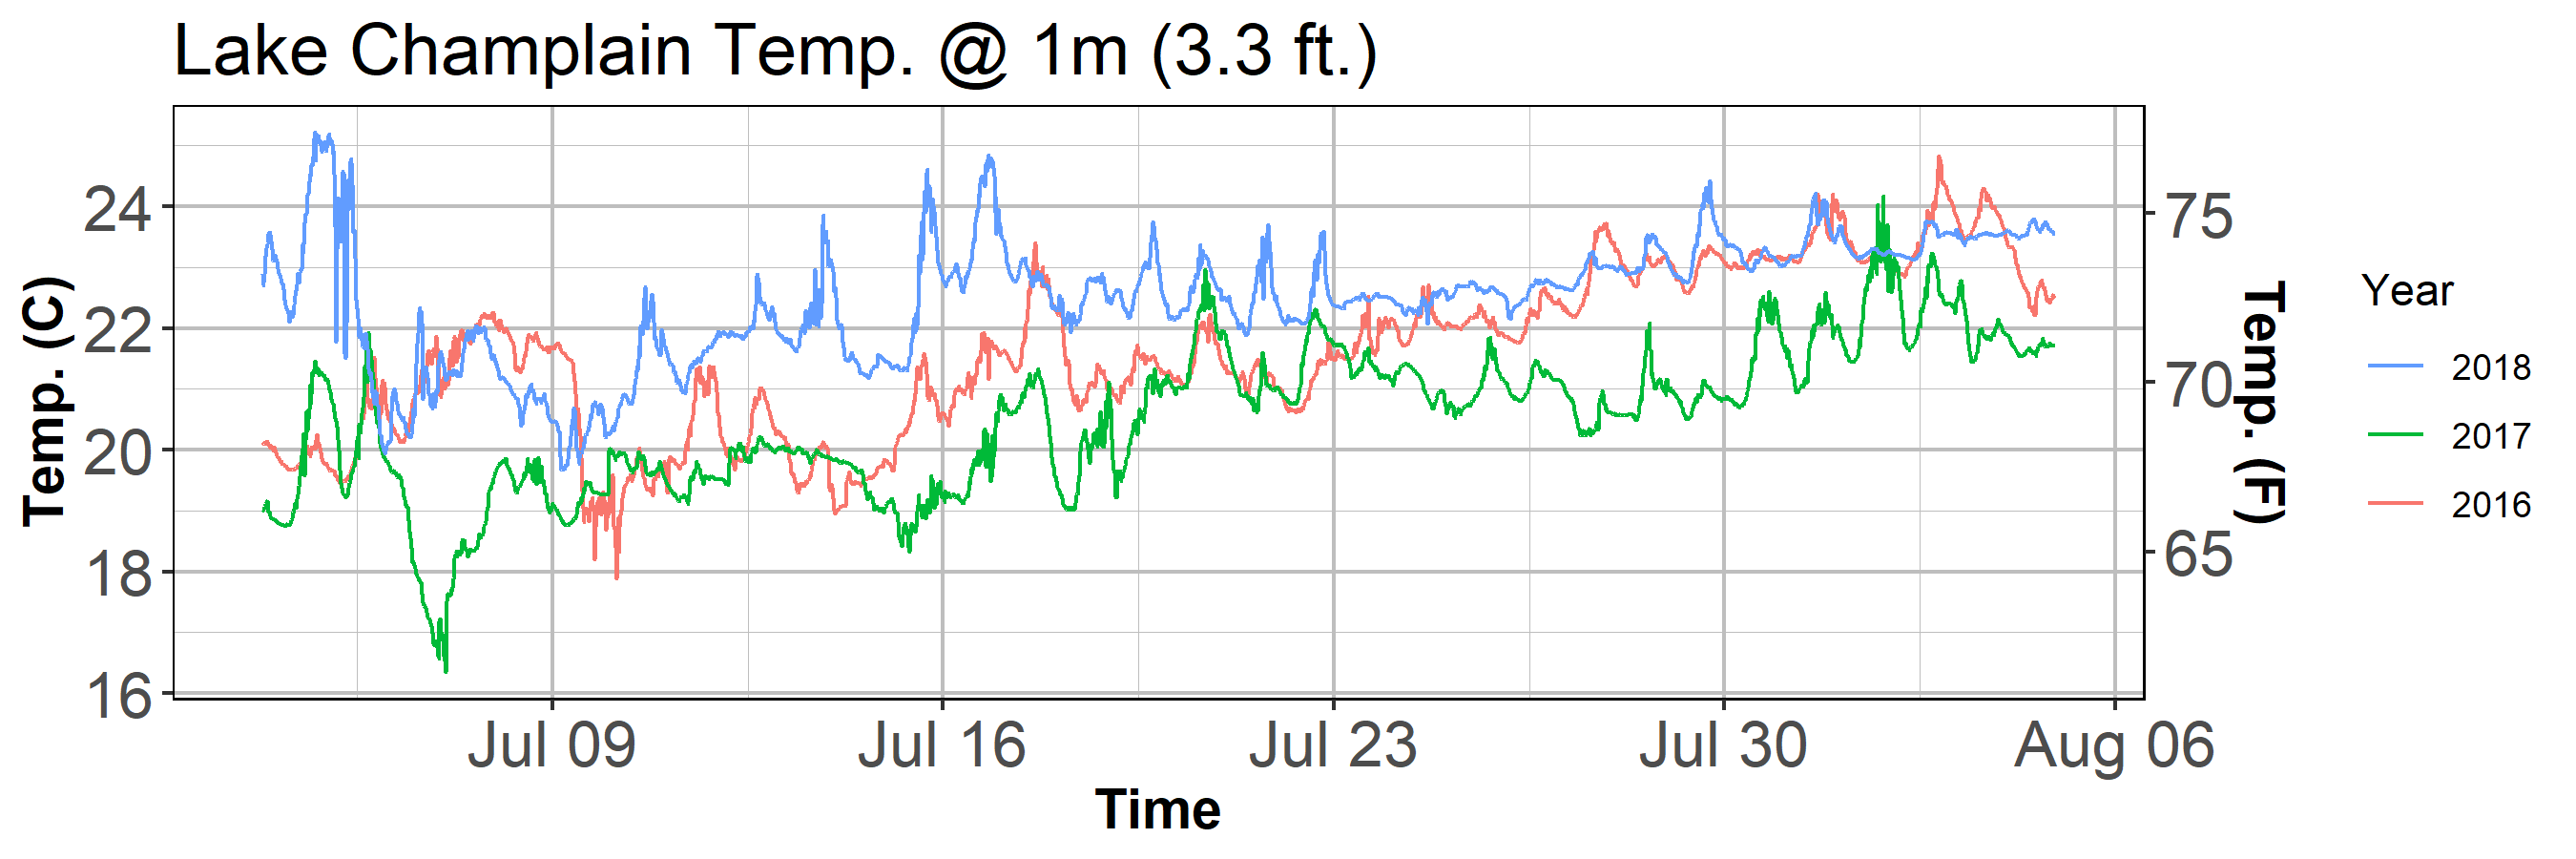 Lake Champlain Temp. @ 1m (3.3 ft.)
Temp. (C)
24
22
20
18
16
75
70
65
Temp. (F)
Jul 09
Jul 16
Jul 23
Jul 30
Aug 06
Time
Year
2018
2017
2016